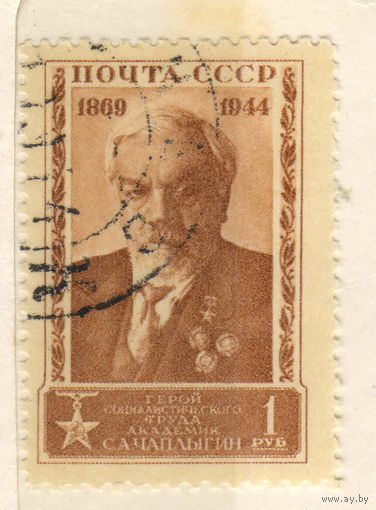 ПОЧТА СССР
1869 1944
ГЕРОЙ
СОЦИАЛИСТИЧЕСКОГО
ТРУДА
АКАДЕМИК
С.А.ЧАПЛЫГИН
1
РУБ
www.ay.by